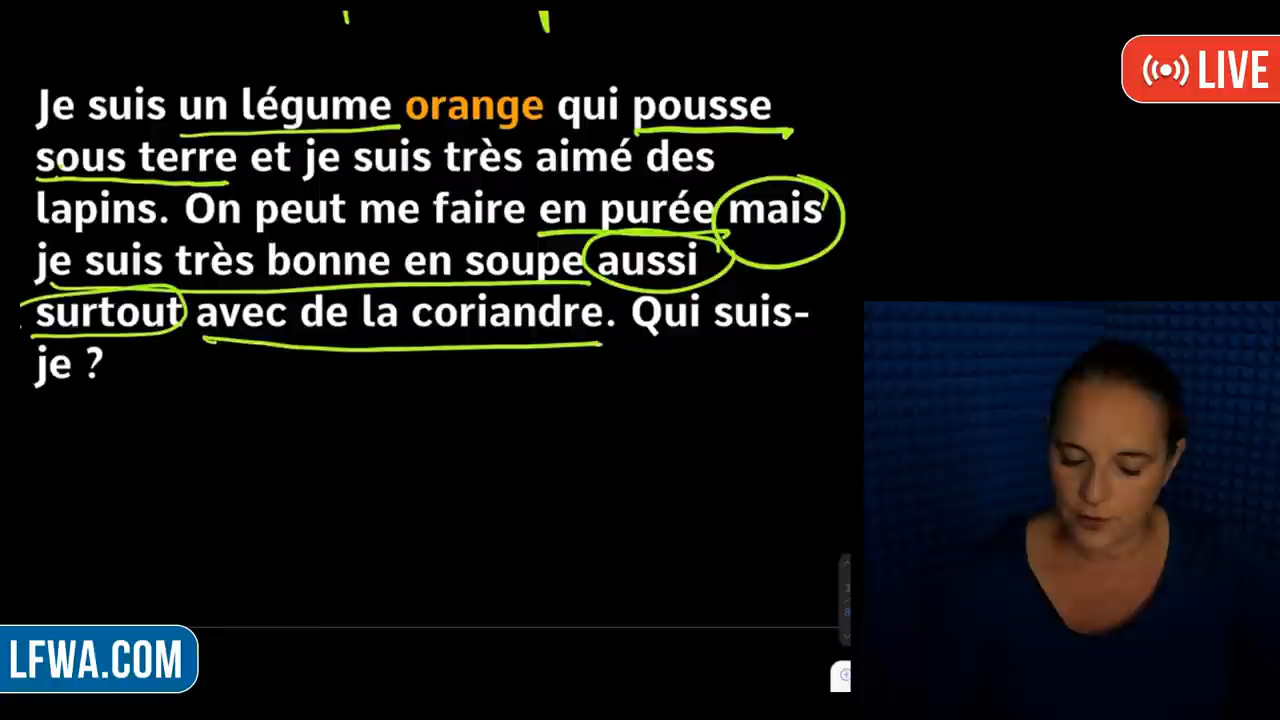 Je suis un légume orange qui pousse
sous terre et je suis très aimé des
lapins. On peut me faire en purée mais
je suis très bonne en soupe aussi
surtout avec de la coriandre. Qui suis-
je ?
LIVE
LFWA.COM